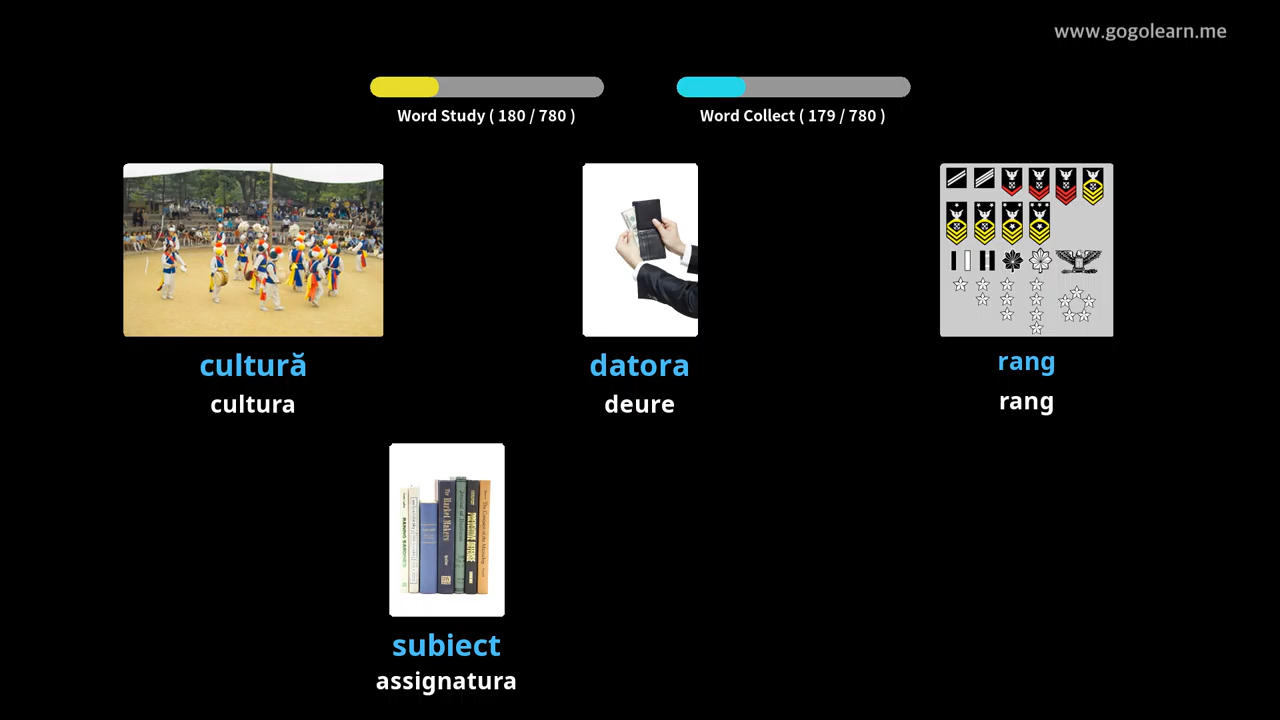 www.gogolearn.me
Word Study ( 180 / 780 )
Word Collect ( 179 / 780 )
cultură
cultura
datora
deure
rang
rang
subiect
assignatura